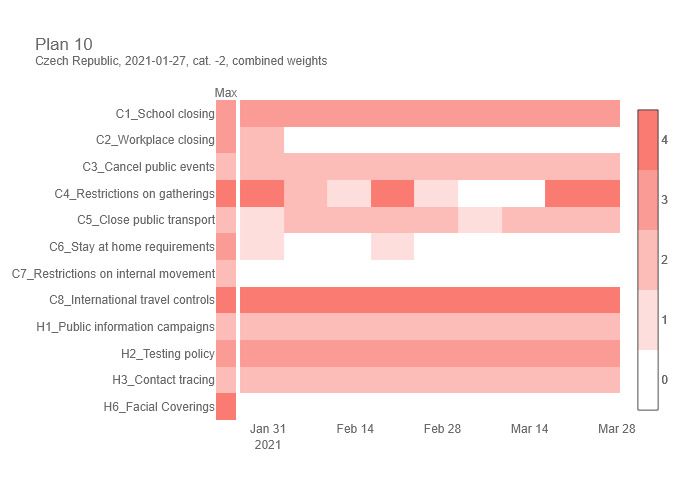 Plan 10
Czech Republic, 2021-01-27, cat. -2, combined weights
Max
C1_School closing
C2_Workplace closing
C3_Cancel public events
C4_Restrictions on gatherings
C5_Close public transport
C6_Stay at home requirements
C7_Restrictions on internal movement
C8_International travel controls
H1_Public information campaigns
H2_Testing policy
H3_Contact tracing
H6_Facial Coverings
Jan 31 Feb 14 Feb 28 Mar 14 Mar 28
2021
4
3
2
1
0